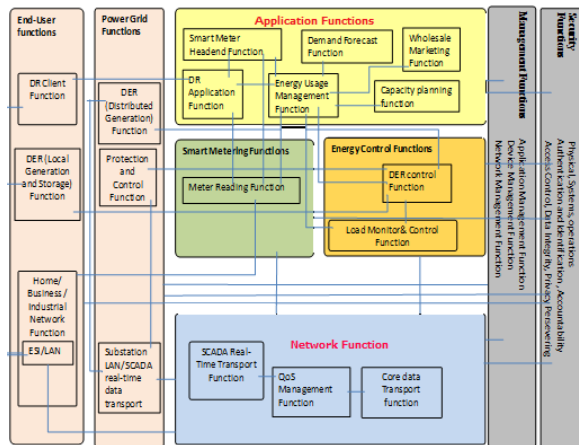 End-User
functions
DR Client
Function
DER (Local
Generation
and Storage)
Function
Home/
Business /
Industrial
Network
Function
ESI/LAN
Power Grid
Functions
DER
(Distributed
Generation)
Function
Protection
and
Control
Function
Substation
LAN/SCADA
real-time
data
transport
Application Functions
Smart Meter
Headend Function
Demand Forecast
Function
Wholesale
Marketing
Function
DR
Application
Function
Energy Usage
Management
Function
Capacity planning
function
Smart Metering Functions
Meter Reading Function
Energy Control Functions
DER control
Function
Load Monitor& Control
Function
Network Function
SCADA Real-
Time Transport
Function
QoS
Management
Function
Core data
Transport
function
Management Functions
Application Management Function
Device Management Function
Network Management Function
Security
Functions
Physical, Systems, operations
Authentication and Identification, Accountability
Access Control, Data Integrity, Privacy Persevering